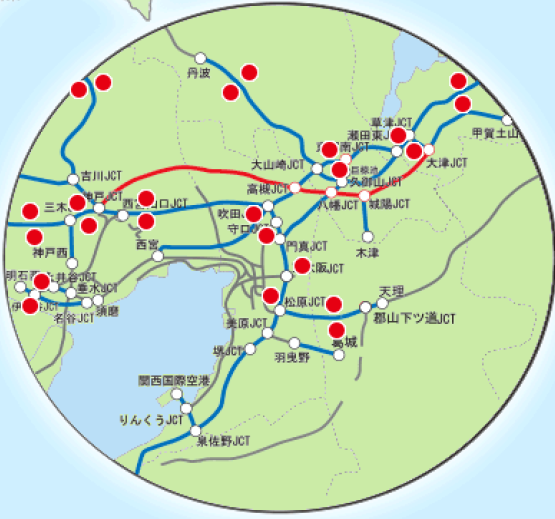 丹波
草津JCT
瀬田東JCT
甲賀土山
大津JCT
大山崎JCT
巨椋池
久御山JCT
吉川JCT
神戸JCT
高槻JCT
八幡JCT
城陽JCT
三木JCT
吹田JCT
守口JCT
門真JCT
木津
西宮
神戸西
明石西
垂水JCT
名谷JCT
須磨
松原JCT
天理
郡山下ツ道JCT
美原JCT
堺JCT
羽曳野
葛城
関西国際空港
りんくうJCT
泉佐野JCT